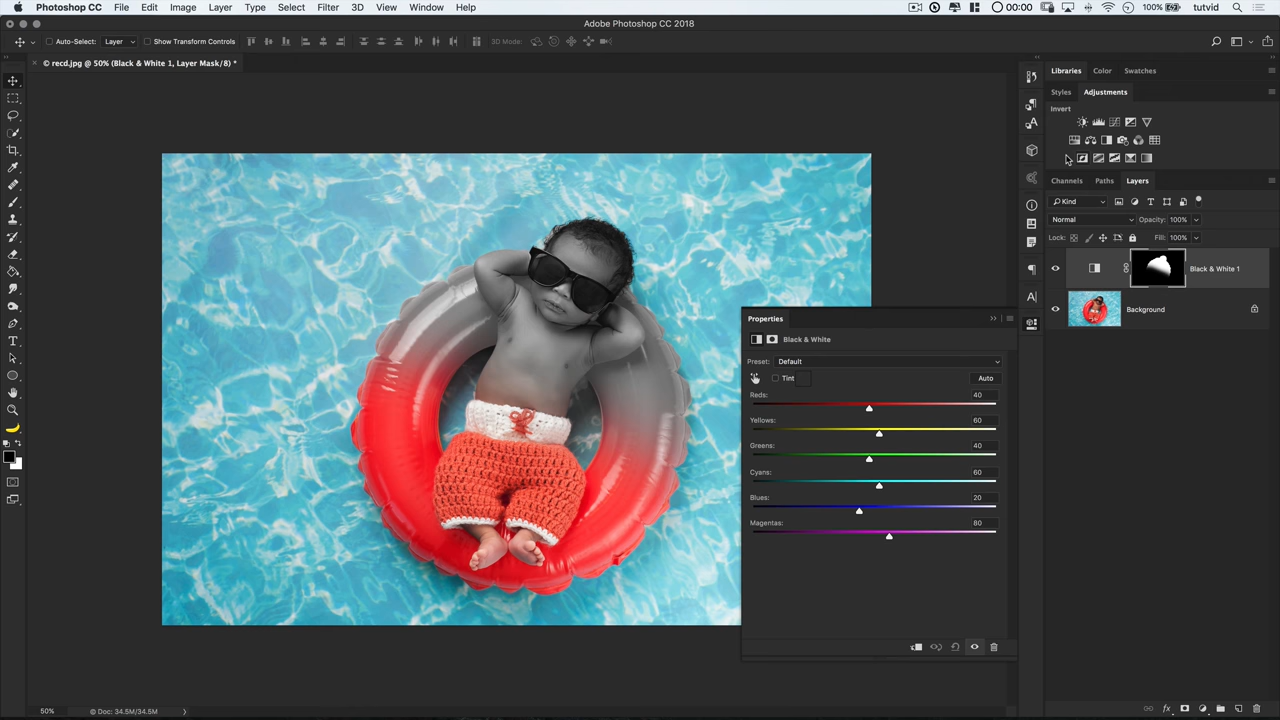 Photoshop CC File Edit Image Layer Type Select Filter 3D View Window Help 00:00 100% tutvid
Adobe Photoshop CC 2018
Auto-Select: Layer Show Transform Controls 3D Mode:
© recd.jpg @ 50% (Black & White 1, Layer Mask/8) *
Libraries Color Swatches
Styles Adjustments
Invert
Channels Paths Layers
Kind
Normal Opacity: 100%
Lock: Fill: 100%
Black & White 1
Background
Properties
Black & White
Preset: Default
Tint Auto
Reds: 40
Yellows: 60
Greens: 40
Cyans: 60
Blues: 20
Magentas: 80
50% Doc: 34.5M/34.5M